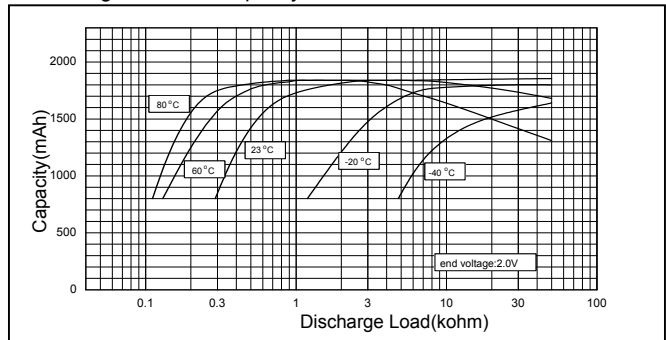 2000
80 °C
1500
23 °C
-20 °C
60 °C
-40 °C
1000
Capacity(mAh)
500
end voltage:2.0V
0
0.1 0.3 1 3 10 30 100
Discharge Load(kohm)